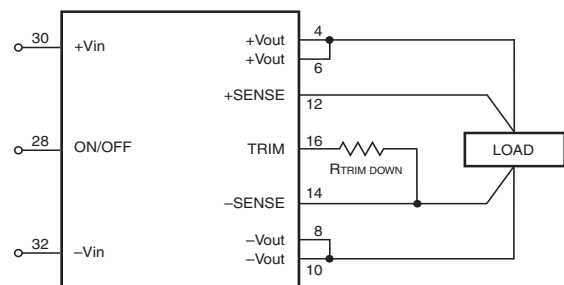 30 +Vin
28 ON/OFF
32 –Vin
+Vout 4
+Vout 6
+SENSE 12
TRIM 16
RTRIM DOWN
–SENSE 14
–Vout 8
–Vout 10
LOAD